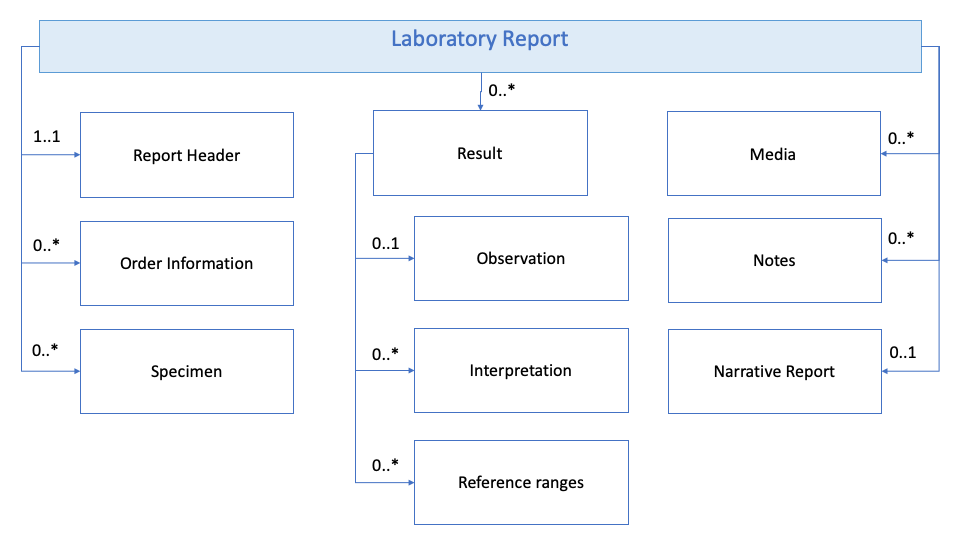 Laboratory Report
0..*
1..1
Report Header
Result
Media
0..*
0..*
Order Information
0..1
Observation
Notes
0..*
0..*
Specimen
0..*
Interpretation
Narrative Report
0..1
0..*
Reference ranges